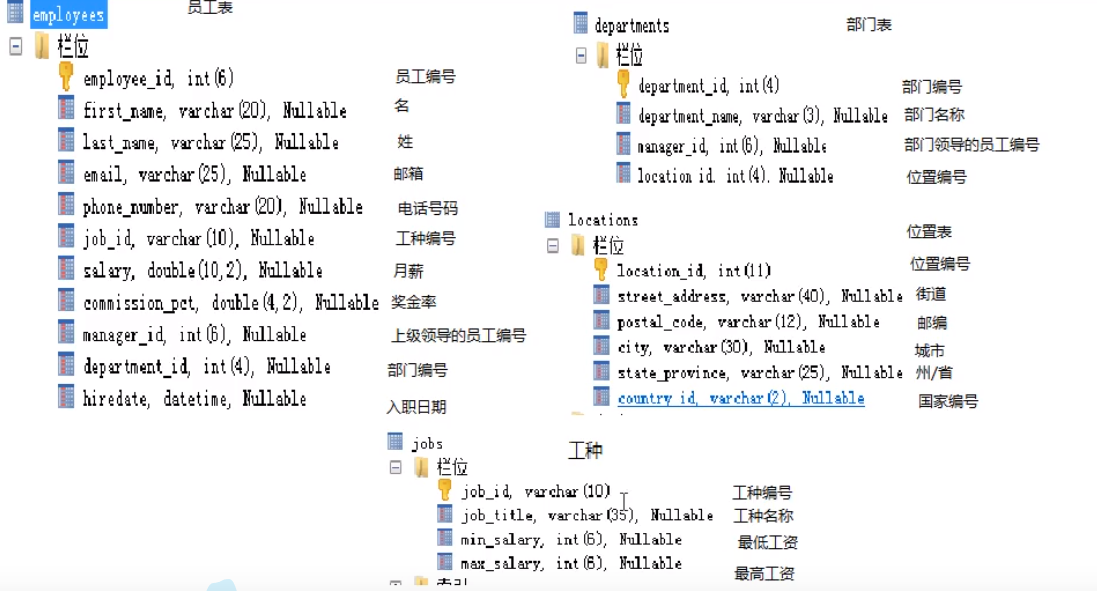 employees 员工表
栏位
employee_id, int(6) 员工编号
first_name, varchar(20), Nullable 名
last_name, varchar(25), Nullable 姓
email, varchar(25), Nullable 邮箱
phone_number, varchar(20), Nullable 电话号码
job_id, varchar(10), Nullable 工种编号
salary, double(10,2), Nullable 月薪
commission_pct, double(4,2), Nullable 奖金率
manager_id, int(6), Nullable 上级领导的员工编号
department_id, int(4), Nullable 部门编号
hiredate, datetime, Nullable 入职日期
departments 部门表
栏位
department_id, int(4) 部门编号
department_name, varchar(3), Nullable 部门名称
manager_id, int(6), Nullable 部门领导的员工编号
location_id, int(4), Nullable 位置编号
locations 位置表
栏位
location_id, int(11) 位置编号
street_address, varchar(40), Nullable 街道
postal_code, varchar(12), Nullable 邮编
city, varchar(30), Nullable 城市
state_province, varchar(25), Nullable 州/省
country_id, varchar(2), Nullable 国家编号
jobs 工种
栏位
job_id, varchar(10) 工种编号
job_title, varchar(35), Nullable 工种名称
min_salary, int(6), Nullable 最低工资
max_salary, int(6), Nullable 最高工资